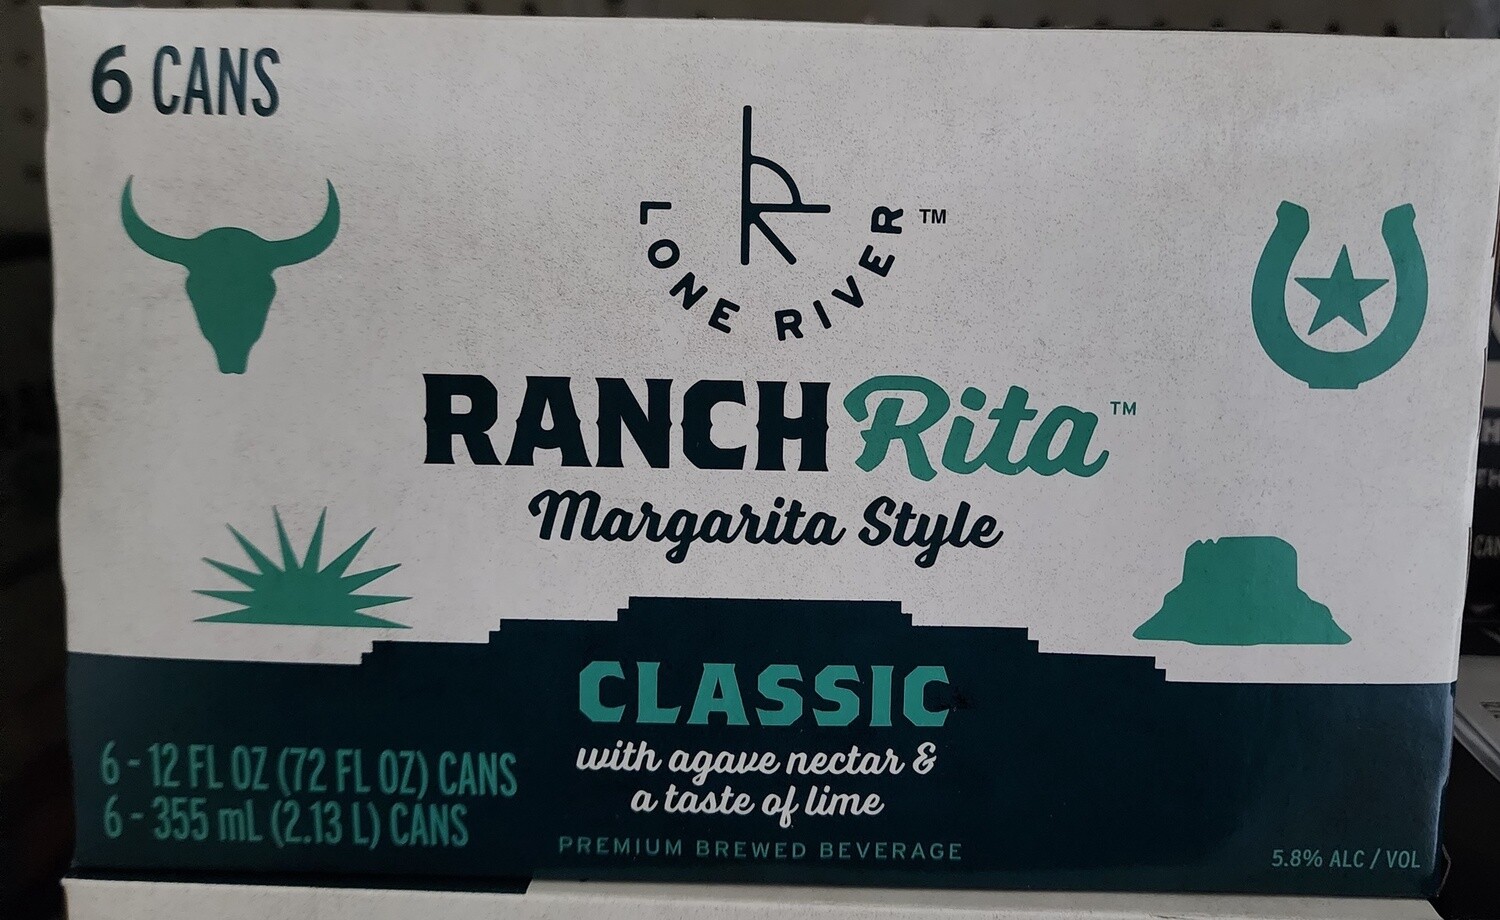 6 CANS
LONE RIVER™
RANCH Rita™
Margarita Style
CLASSIC
with agave nectar &
a taste of lime
PREMIUM BREWED BEVERAGE
6 - 12 FL OZ (72 FL OZ) CANS
6 - 355 mL (2.13 L) CANS
5.8% ALC / VOL